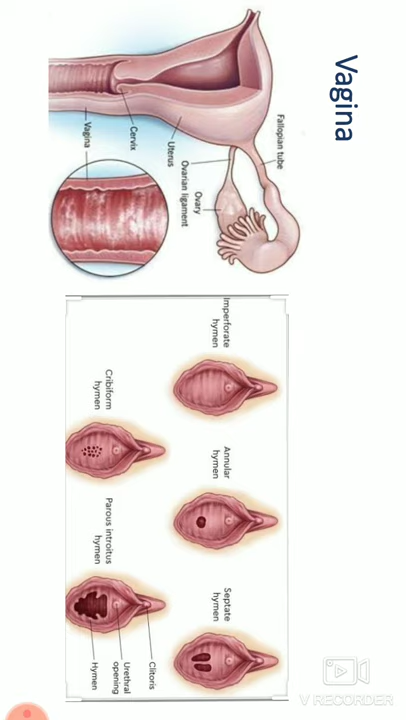 Vagina
Fallopian tube
Ovary
Ovarian ligament
Uterus
Cervix
Vagina
Imperforate
hymen
Annular
hymen
Septate
hymen
Cribiform
hymen
Parous introitus
hymen
Clitoris
Urethral
opening
Hymen
V RECORDER